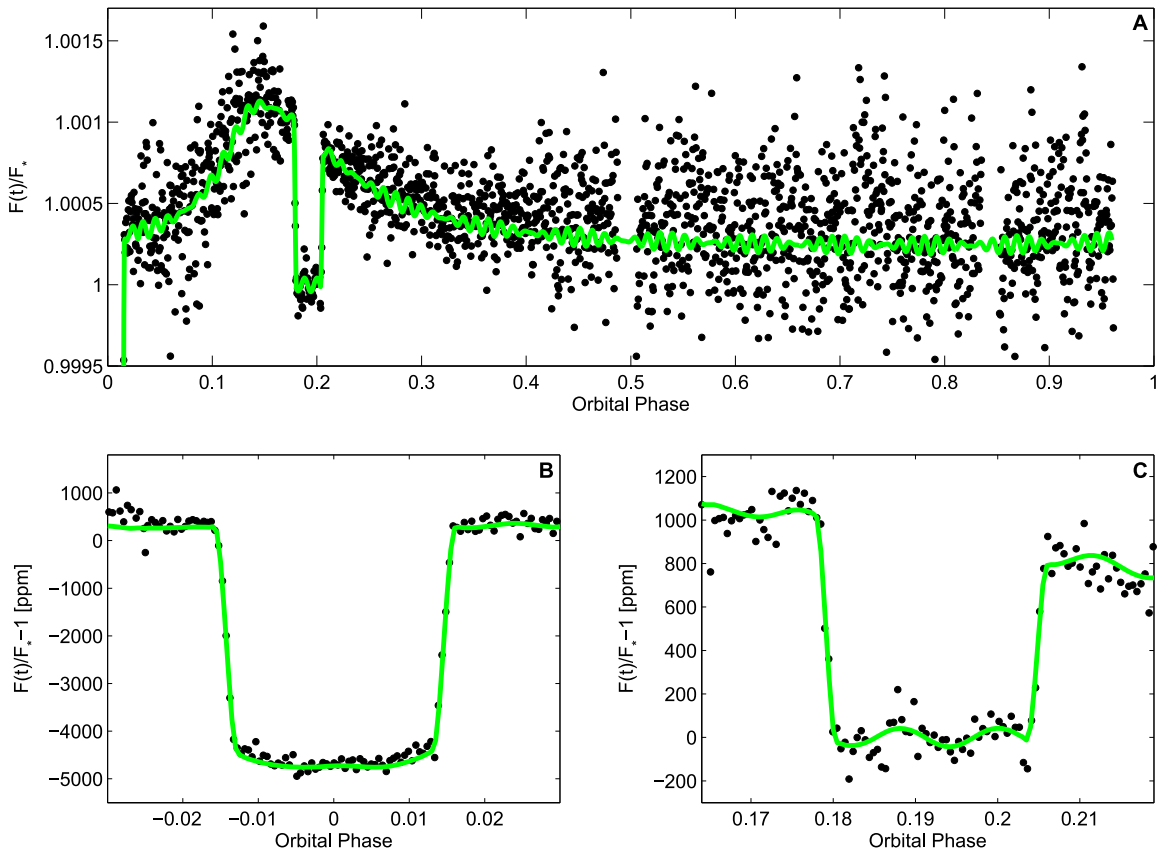 A
F(t)/F*
1.0015
1.001
1.0005
1
0.9995
0 0.1 0.2 0.3 0.4 0.5 0.6 0.7 0.8 0.9 1
Orbital Phase
B
F(t)/F*−1 [ppm]
1000
0
−1000
−2000
−3000
−4000
−5000
−0.02 −0.01 0 0.01 0.02
Orbital Phase
C
F(t)/F*−1 [ppm]
1200
1000
800
600
400
200
0
−200
0.17 0.18 0.19 0.2 0.21
Orbital Phase